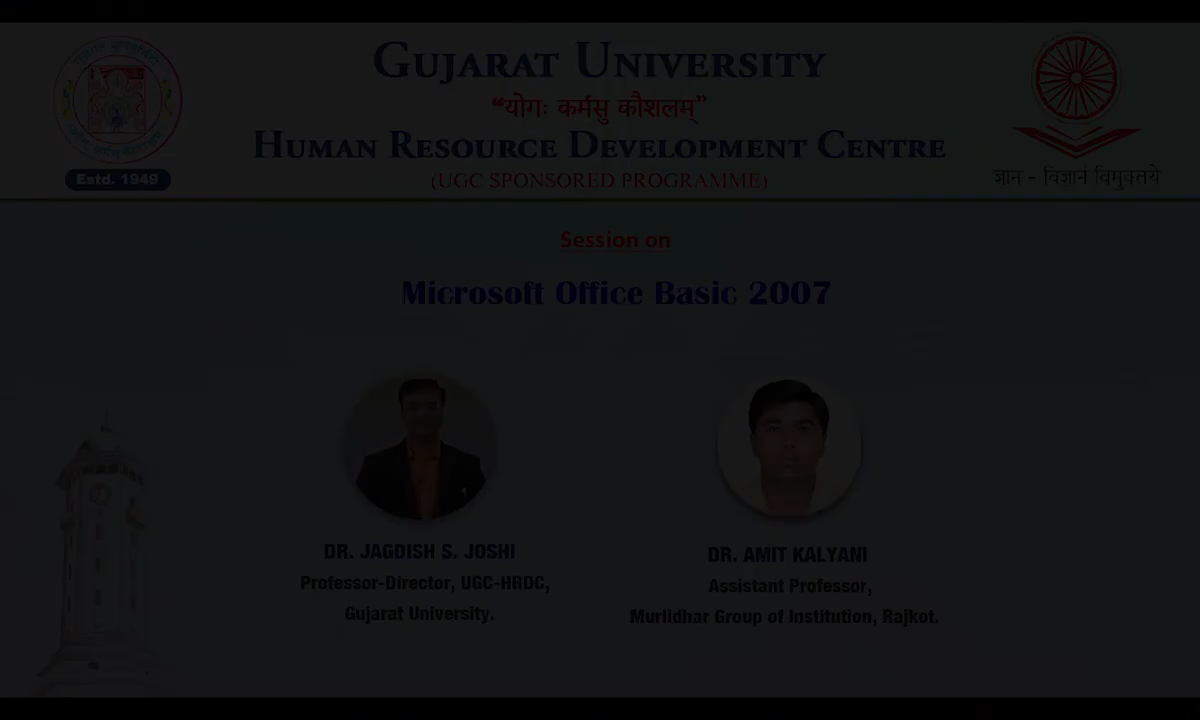 GUJARAT UNIVERSITY
“योगः कर्मसु कौशलम्”
HUMAN RESOURCE DEVELOPMENT CENTRE
(UGC SPONSORED PROGRAMME)
Estd. 1949
ज्ञान - विज्ञानं विमुक्तये
Session on
Microsoft Office Basic 2007
DR. JAGDISH S. JOSHI
Professor-Director, UGC-HRDC,
Gujarat University.
DR. AMIT KALYANI
Assistant Professor,
Murlidhar Group of Institution, Rajkot.